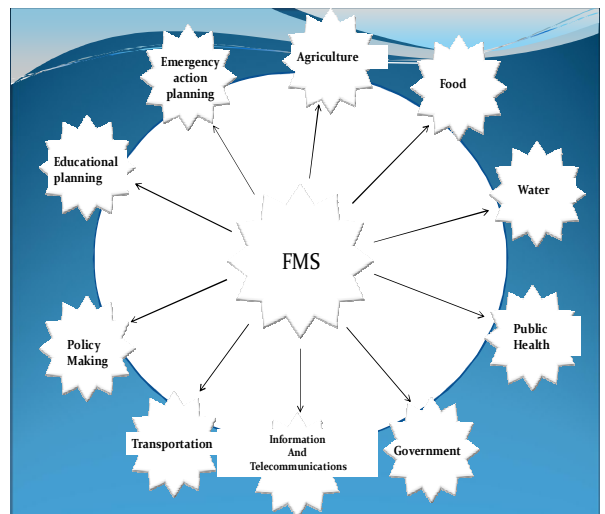 Emergency
action
planning
Agriculture
Food
Educational
planning
Water
FMS
Public
Health
Policy
Making
Transportation
Information
And
Telecommunications
Government